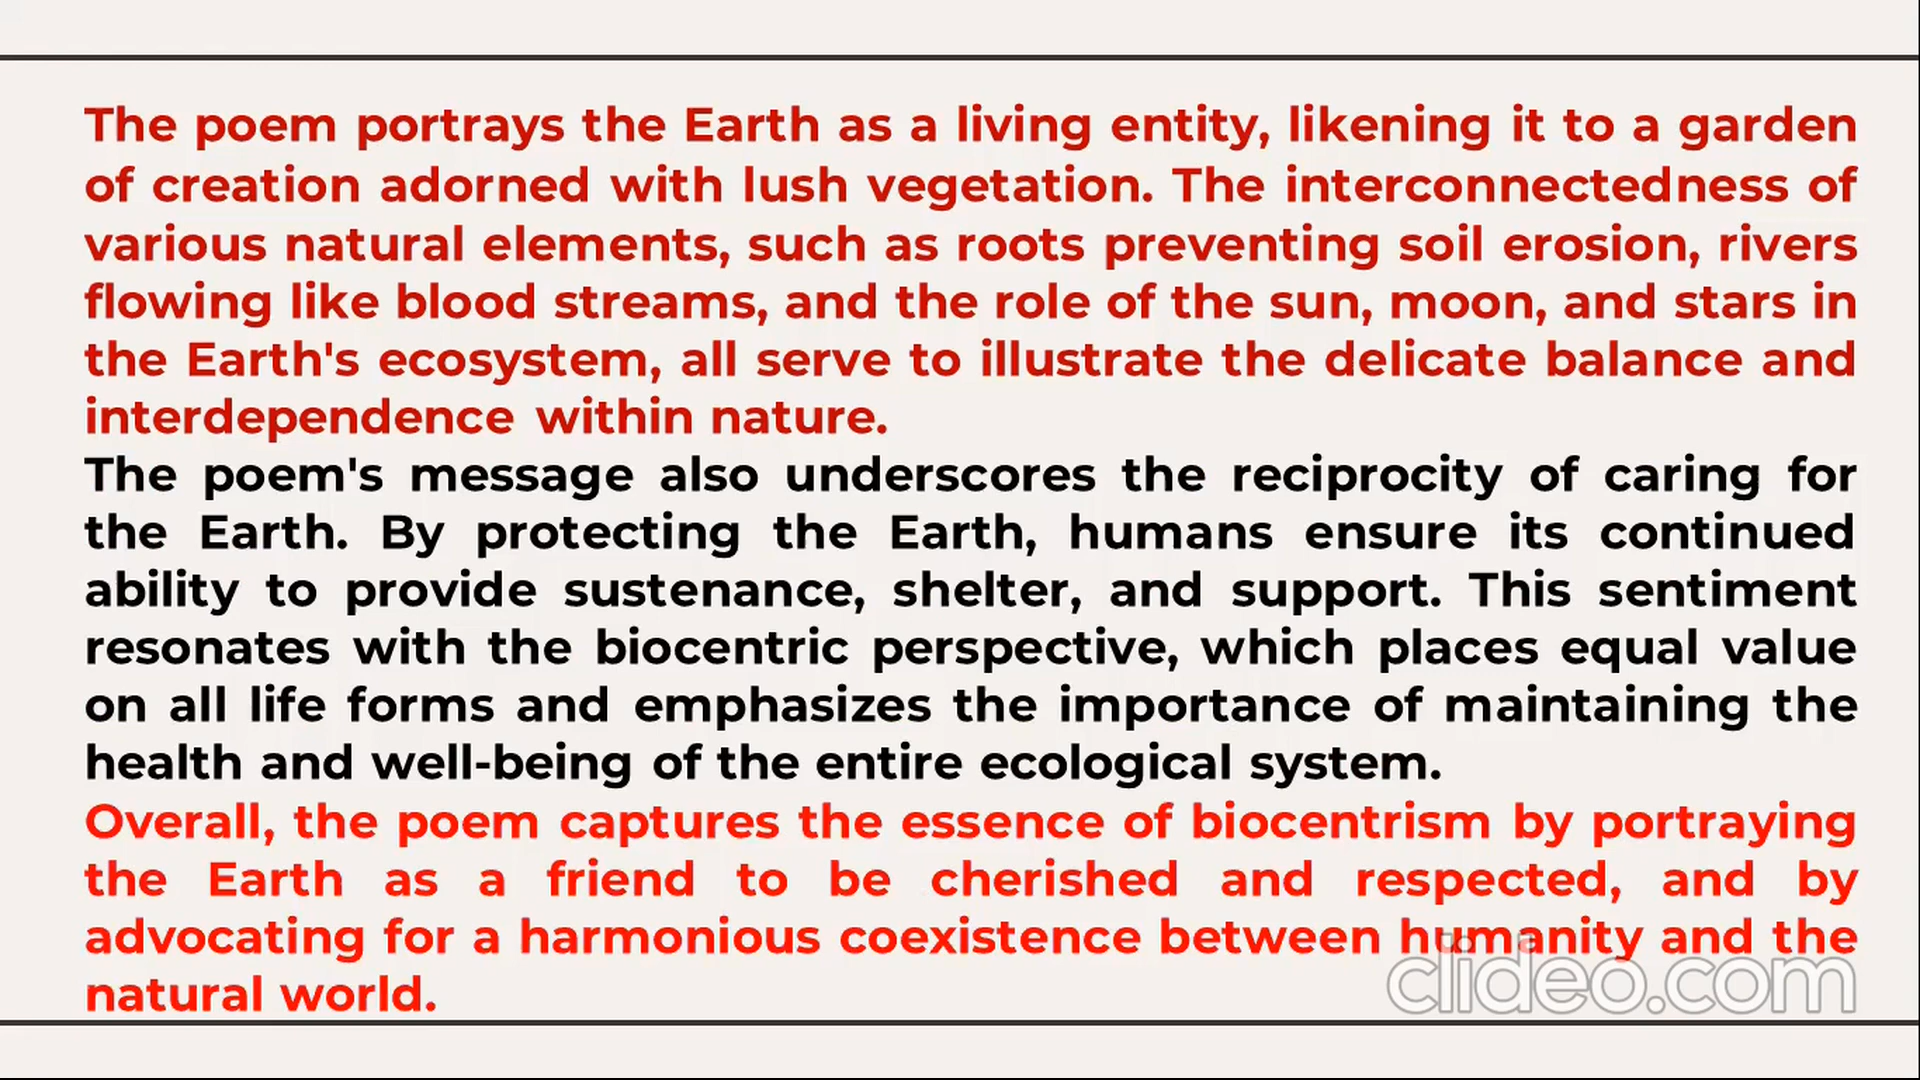 The poem portrays the Earth as a living entity, likening it to a garden
of creation adorned with lush vegetation. The interconnectedness of
various natural elements, such as roots preventing soil erosion, rivers
flowing like blood streams, and the role of the sun, moon, and stars in
the Earth's ecosystem, all serve to illustrate the delicate balance and
interdependence within nature.
The poem's message also underscores the reciprocity of caring for
the Earth. By protecting the Earth, humans ensure its continued
ability to provide sustenance, shelter, and support. This sentiment
resonates with the biocentric perspective, which places equal value
on all life forms and emphasizes the importance of maintaining the
health and well-being of the entire ecological system.
Overall, the poem captures the essence of biocentrism by portraying
the Earth as a friend to be cherished and respected, and by
advocating for a harmonious coexistence between humanity and the
natural world.
clideo.com